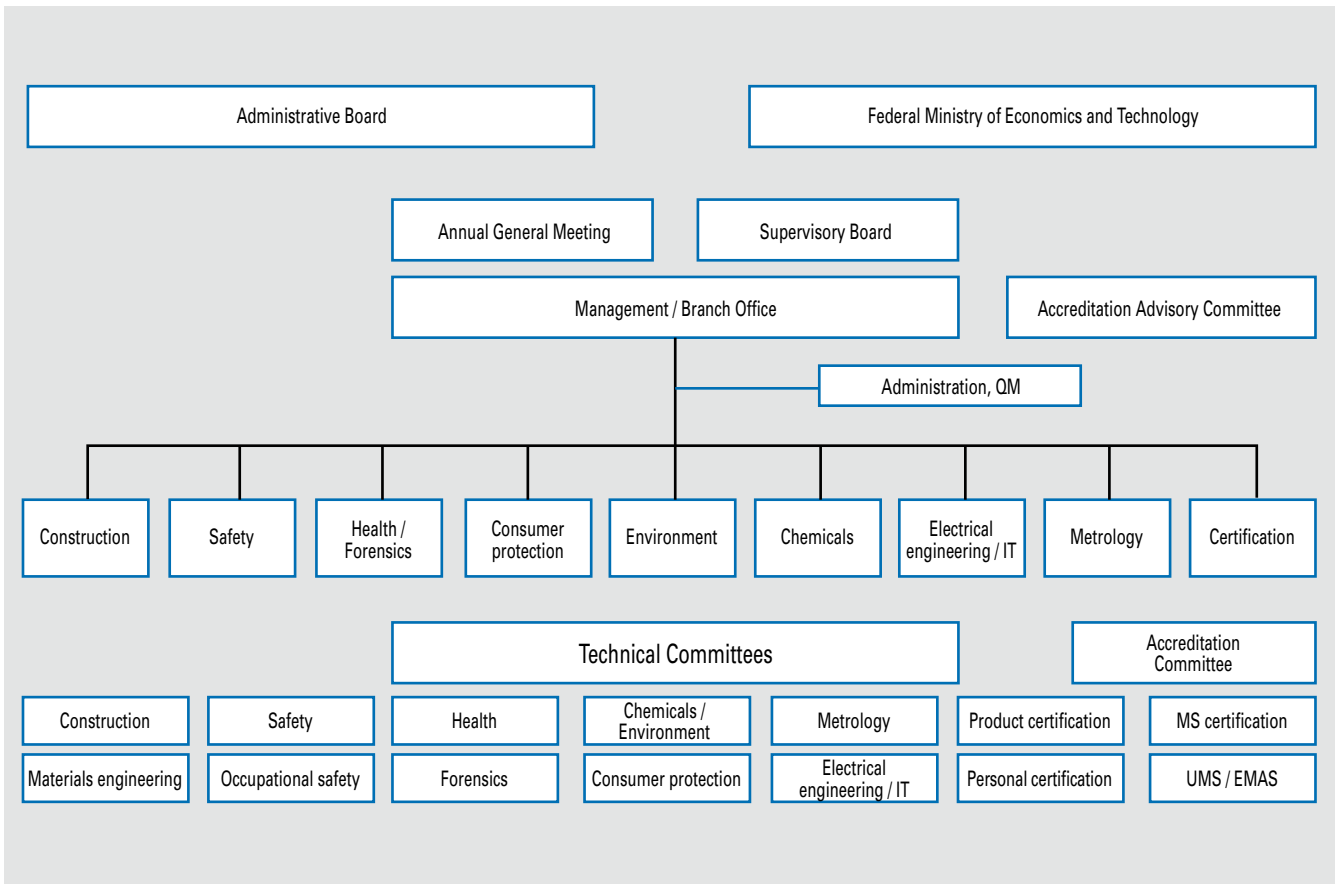 Administrative Board
Federal Ministry of Economics and Technology
Annual General Meeting
Supervisory Board
Management / Branch Office
Accreditation Advisory Committee
Administration, QM
Construction
Safety
Health /
Forensics
Consumer
protection
Environment
Chemicals
Electrical
engineering / IT
Metrology
Certification
Technical Committees
Accreditation
Committee
Construction
Safety
Health
Chemicals /
Environment
Metrology
Product certification
MS certification
Materials engineering
Occupational safety
Forensics
Consumer protection
Electrical
engineering / IT
Personal certification
UMS / EMAS